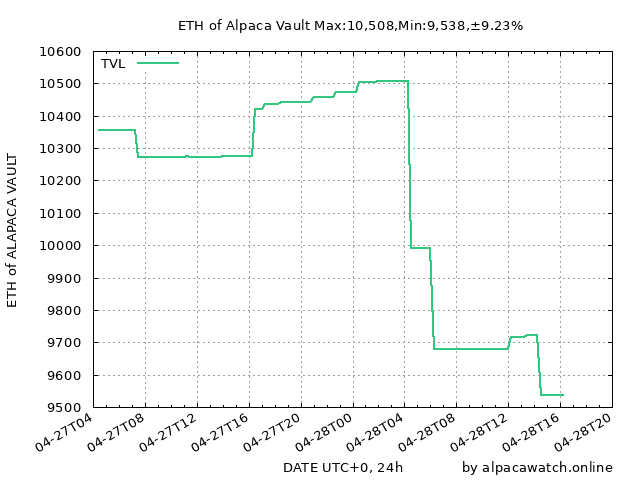 ETH of Alpaca Vault Max:10,508,Min:9,538,±9.23%
TVL
10600
10500
10400
10300
10200
10100
10000
9900
9800
9700
9600
9500
ETH of ALAPACA VAULT
04-27T04
04-27T08
04-27T12
04-27T16
04-27T20
04-28T00
04-28T04
04-28T08
04-28T12
04-28T16
04-28T20
DATE UTC+0, 24h
by alpacawatch.online